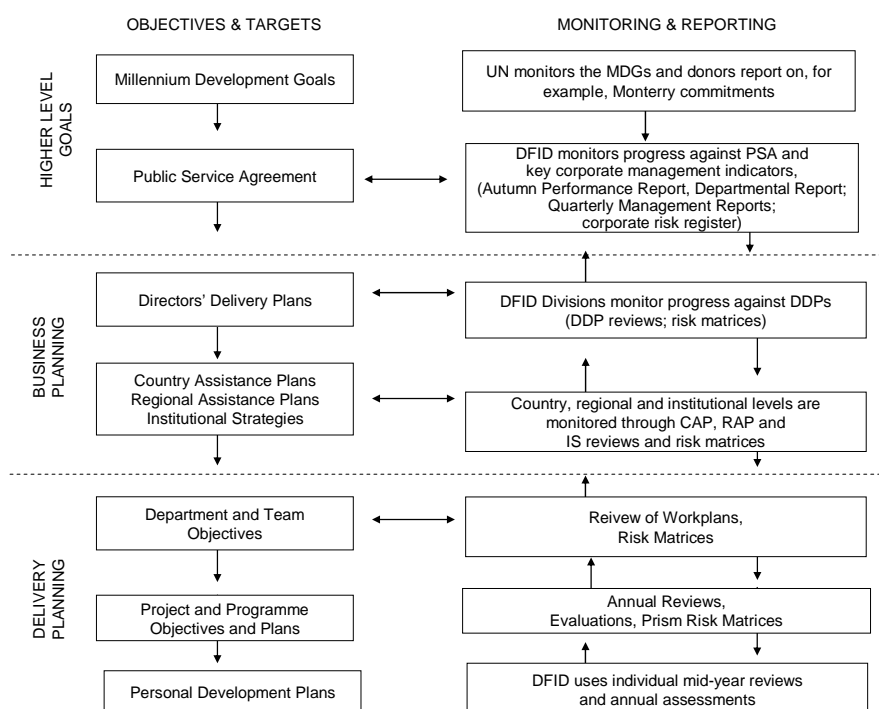 OBJECTIVES & TARGETS
MONITORING & REPORTING
HIGHER LEVEL
GOALS
Millennium Development Goals
UN monitors the MDGs and donors report on, for
example, Monterry commitments
Public Service Agreement
DFID monitors progress against PSA and
key corporate management indicators,
(Autumn Performance Report, Departmental Report;
Quarterly Management Reports;
corporate risk register)
BUSINESS
PLANNING
Directors’ Delivery Plans
DFID Divisions monitor progress against DDPs
(DDP reviews; risk matrices)
Country Assistance Plans
Regional Assistance Plans
Institutional Strategies
Country, regional and institutional levels are
monitored through CAP, RAP and
IS reviews and risk matrices
DELIVERY
PLANNING
Department and Team
Objectives
Reivew of Workplans,
Risk Matrices
Project and Programme
Objectives and Plans
Annual Reviews,
Evaluations, Prism Risk Matrices
Personal Development Plans
DFID uses individual mid-year reviews
and annual assessments